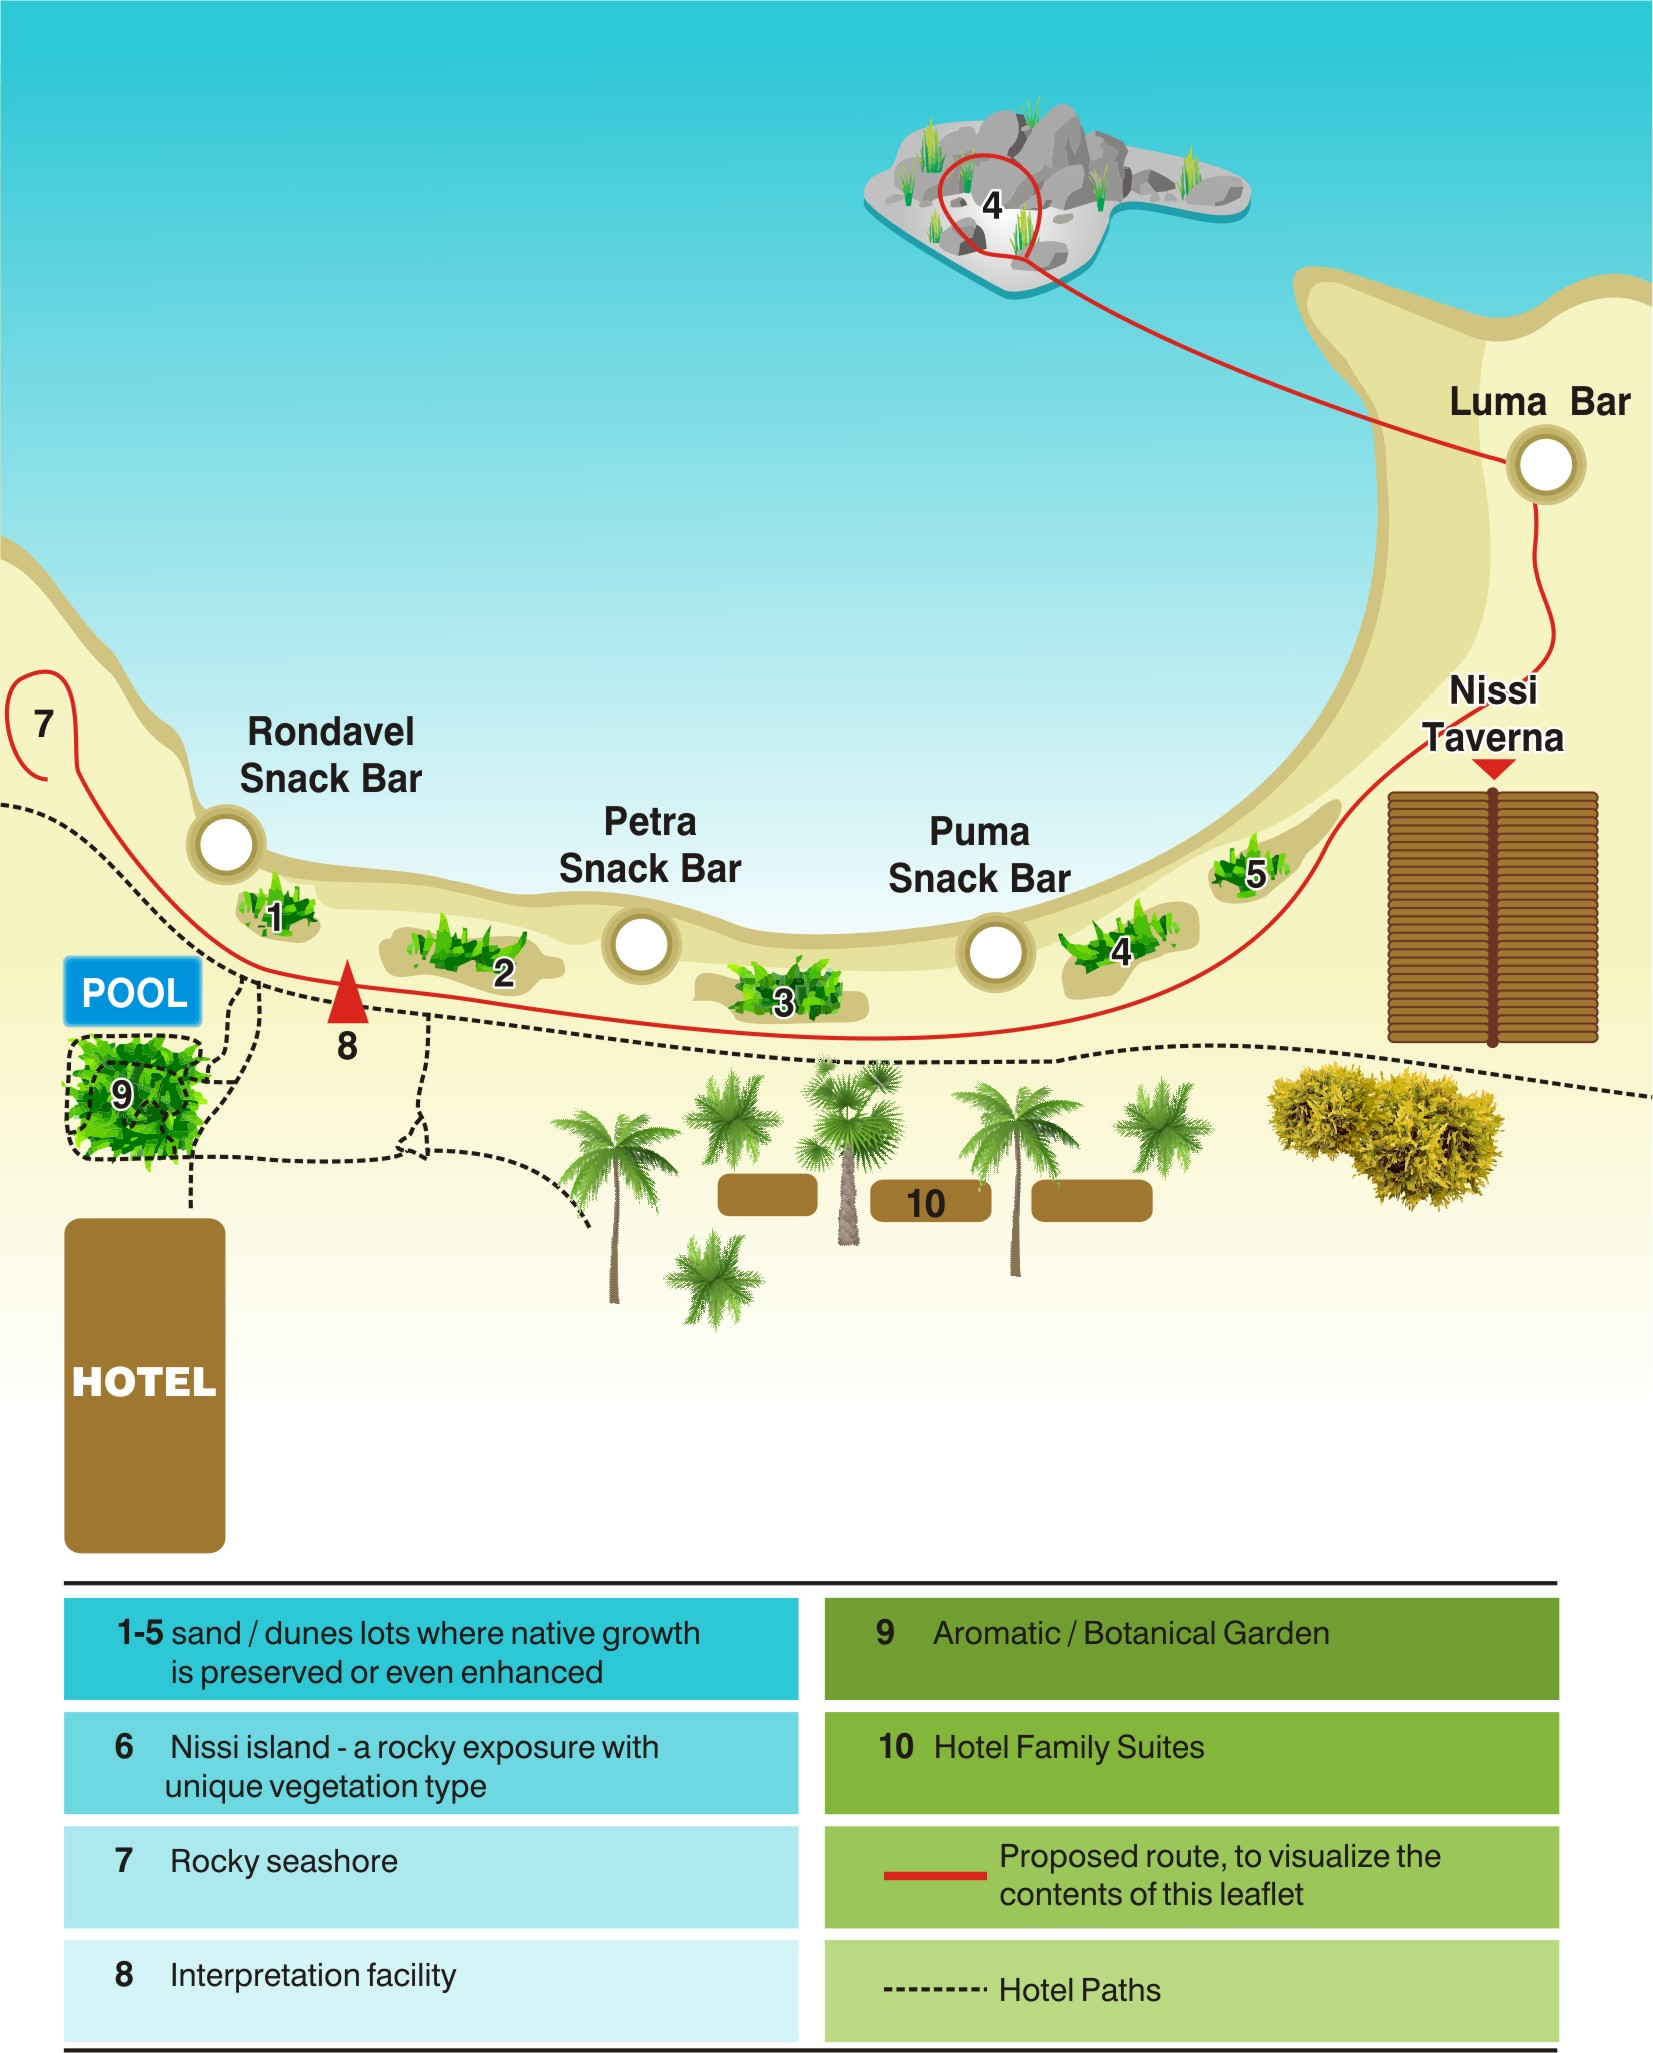 4
Luma Bar
Nissi
Taverna
7
Rondavel
Snack Bar
Petra
Snack Bar
Puma
Snack Bar
1
2
3
4
5
POOL
8
9
10
HOTEL
1-5 sand / dunes lots where native growth
is preserved or even enhanced
6 Nissi island - a rocky exposure with
unique vegetation type
7 Rocky seashore
8 Interpretation facility
9 Aromatic / Botanical Garden
10 Hotel Family Suites
Proposed route, to visualize the
contents of this leaflet
Hotel Paths